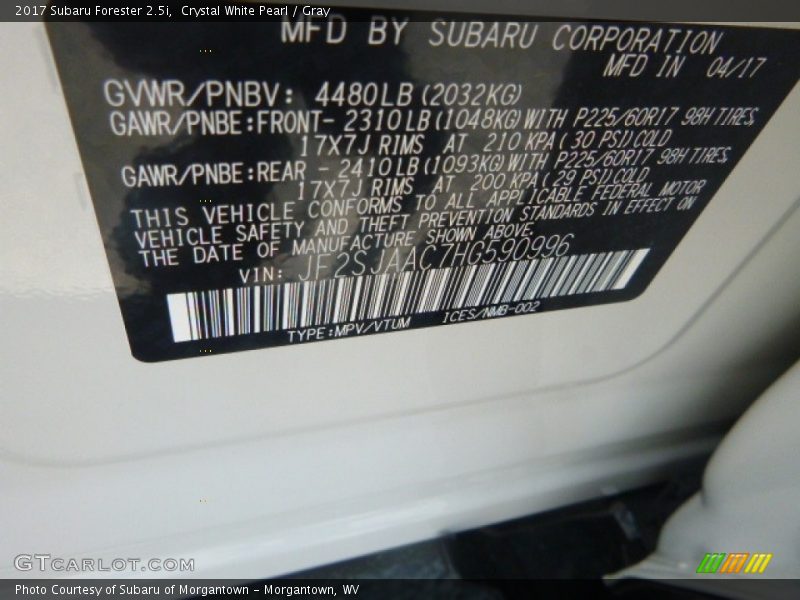 2017 Subaru Forester 2.5i, Crystal White Pearl / Gray
MFD BY SUBARU CORPORATION
MFD IN 04/17
GVWR/PNBV: 4480LB(2032KG)
GAWR/PNBE:FRONT- 2310LB(1048KG)WITH P225/60R17 98H TIRES,
17X7J RIMS AT 210 KPA(30 PSI)COLD
GAWR/PNBE:REAR - 2410LB(1093KG)WITH P225/60R17 98H TIRES,
17X7J RIMS AT 200 KPA(29 PSI)COLD
THIS VEHICLE CONFORMS TO ALL APPLICABLE FEDERAL MOTOR
VEHICLE SAFETY AND THEFT PREVENTION STANDARDS IN EFFECT ON
THE DATE OF MANUFACTURE SHOWN ABOVE.
VIN: JF2SJAAC7HG590996
TYPE:MPV/VTUM ICES/NMB-002
GTCARLOT.COM
Photo Courtesy of Subaru of Morgantown - Morgantown, WV